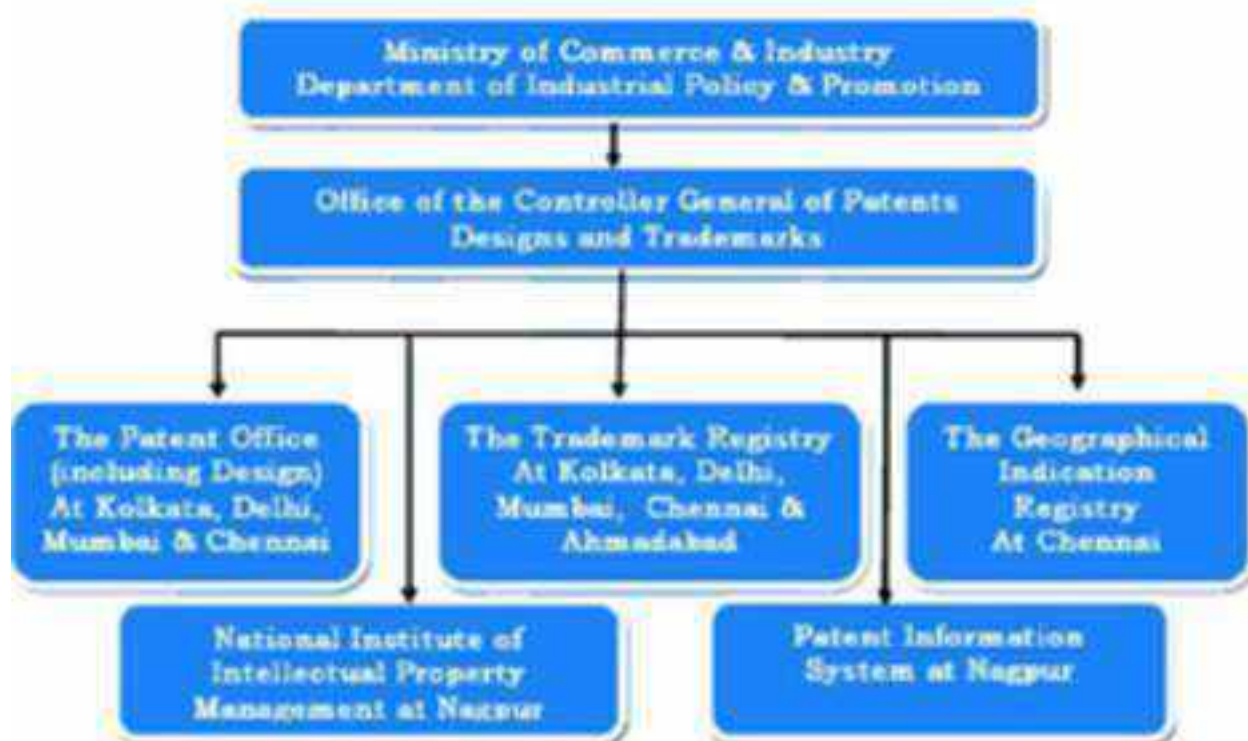 Ministry of Commerce & Industry
Department of Industrial Policy & Promotion
Office of the Controller General of Patents
Designs and Trademarks
The Patent Office
(including Design)
At Kolkata, Delhi,
Mumbai & Chennai
The Trademark Registry
At Kolkata, Delhi,
Mumbai, Chennai &
Ahmadabad
The Geographical
Indication
Registry
At Chennai
National Institute of
Intellectual Property
Management at Nagpur
Patent Information
System at Nagpur